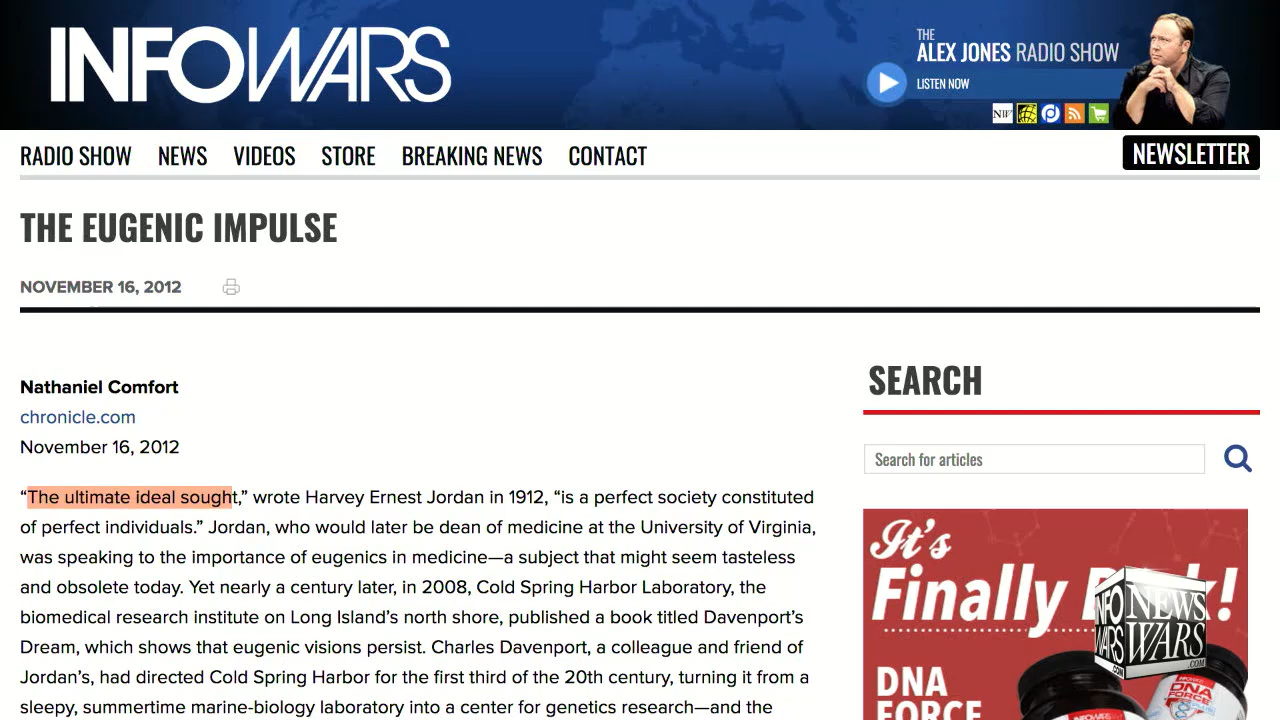 INFOWARS
THE
ALEX JONES RADIO SHOW
LISTEN NOW
NW
RADIO SHOW NEWS VIDEOS STORE BREAKING NEWS CONTACT
NEWSLETTER
THE EUGENIC IMPULSE
NOVEMBER 16, 2012
Nathaniel Comfort
chronicle.com
November 16, 2012
“The ultimate ideal sought,” wrote Harvey Ernest Jordan in 1912, “is a perfect society constituted
of perfect individuals.” Jordan, who would later be dean of medicine at the University of Virginia,
was speaking to the importance of eugenics in medicine—a subject that might seem tasteless
and obsolete today. Yet nearly a century later, in 2008, Cold Spring Harbor Laboratory, the
biomedical research institute on Long Island’s north shore, published a book titled Davenport’s
Dream, which shows that eugenic visions persist. Charles Davenport, a colleague and friend of
Jordan’s, had directed Cold Spring Harbor for the first third of the 20th century, turning it from a
sleepy, summertime marine-biology laboratory into a center for genetics research—and the
SEARCH
Search for articles
It's
Finally
INFO
WARS
.COM
NEWS
WARS
.COM
DNA
FORCE
INFOWARS
DNA
FORCE